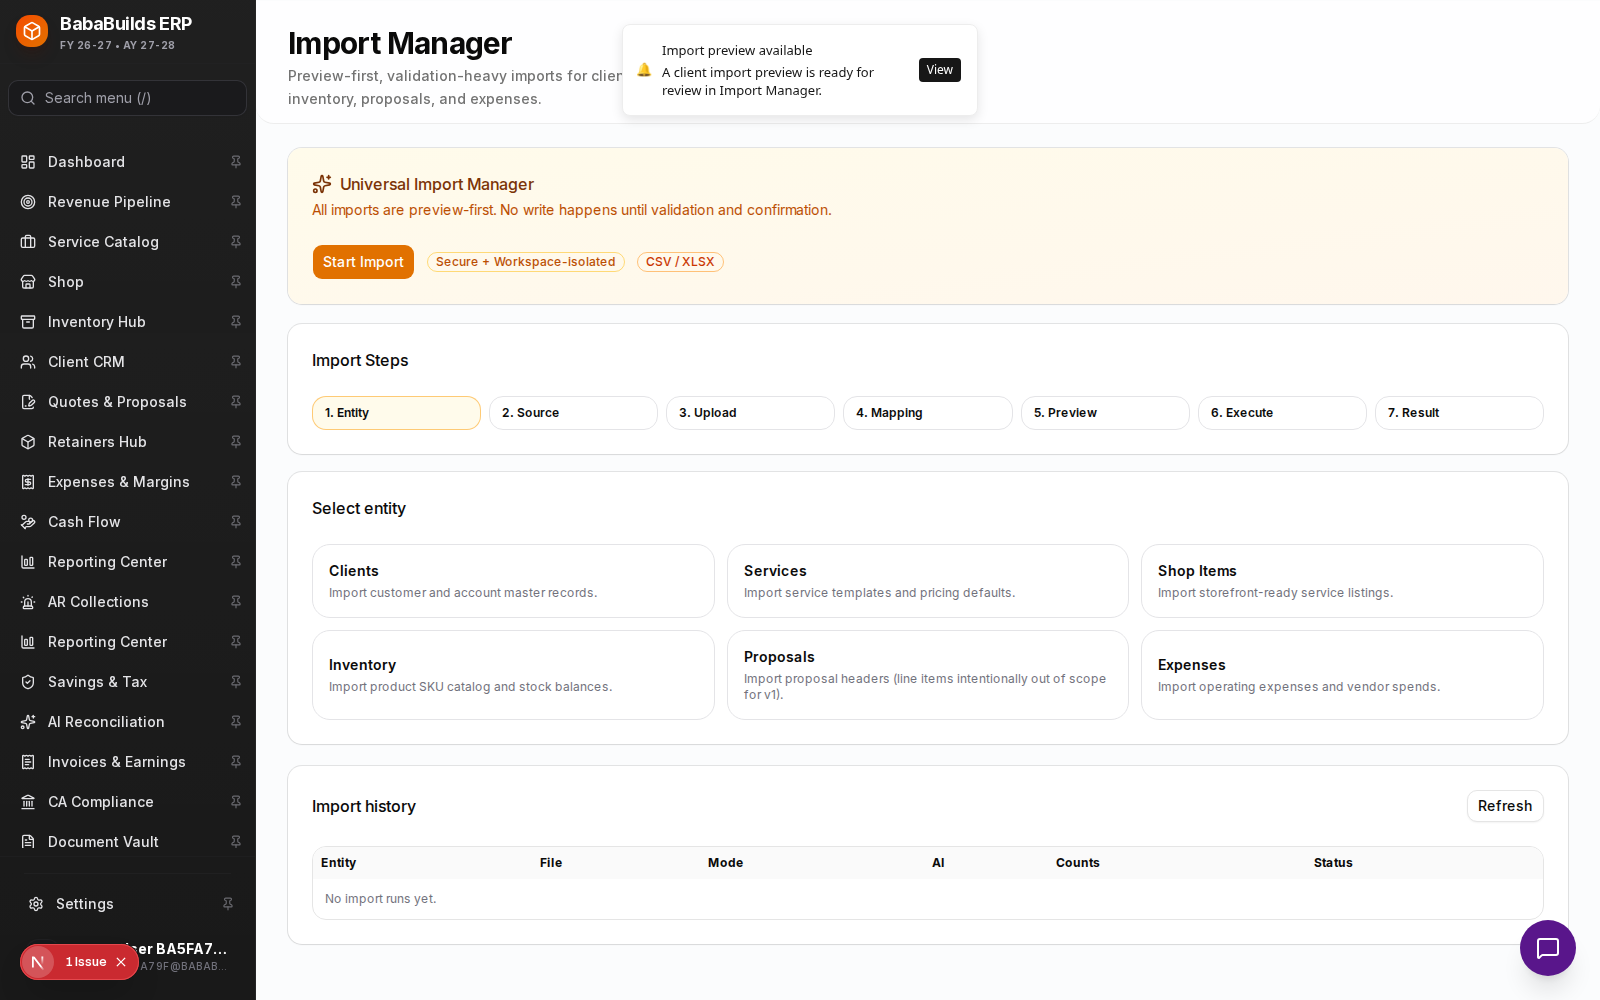 BabaBuilds ERP
FY 26-27 • AY 27-28
Search menu (/)
Dashboard
Revenue Pipeline
Service Catalog
Shop
Inventory Hub
Client CRM
Quotes & Proposals
Retainers Hub
Expenses & Margins
Cash Flow
Reporting Center
AR Collections
Reporting Center
Savings & Tax
AI Reconciliation
Invoices & Earnings
CA Compliance
Document Vault
Settings
BA5FA7...
A79F@BABAB...
N 1 Issue
Import Manager
Preview-first, validation-heavy imports for
inventory, proposals, and expenses.
Import preview available
A client import preview is ready for
review in Import Manager.
View
Universal Import Manager
All imports are preview-first. No write happens until validation and confirmation.
Start Import
Secure + Workspace-isolated
CSV / XLSX
Import Steps
1. Entity
2. Source
3. Upload
4. Mapping
5. Preview
6. Execute
7. Result
Select entity
Clients
Import customer and account master records.
Services
Import service templates and pricing defaults.
Shop Items
Import storefront-ready service listings.
Inventory
Import product SKU catalog and stock balances.
Proposals
Import proposal headers (line items intentionally out of scope
for v1).
Expenses
Import operating expenses and vendor spends.
Import history
Refresh
Entity File Mode AI Counts Status
No import runs yet.